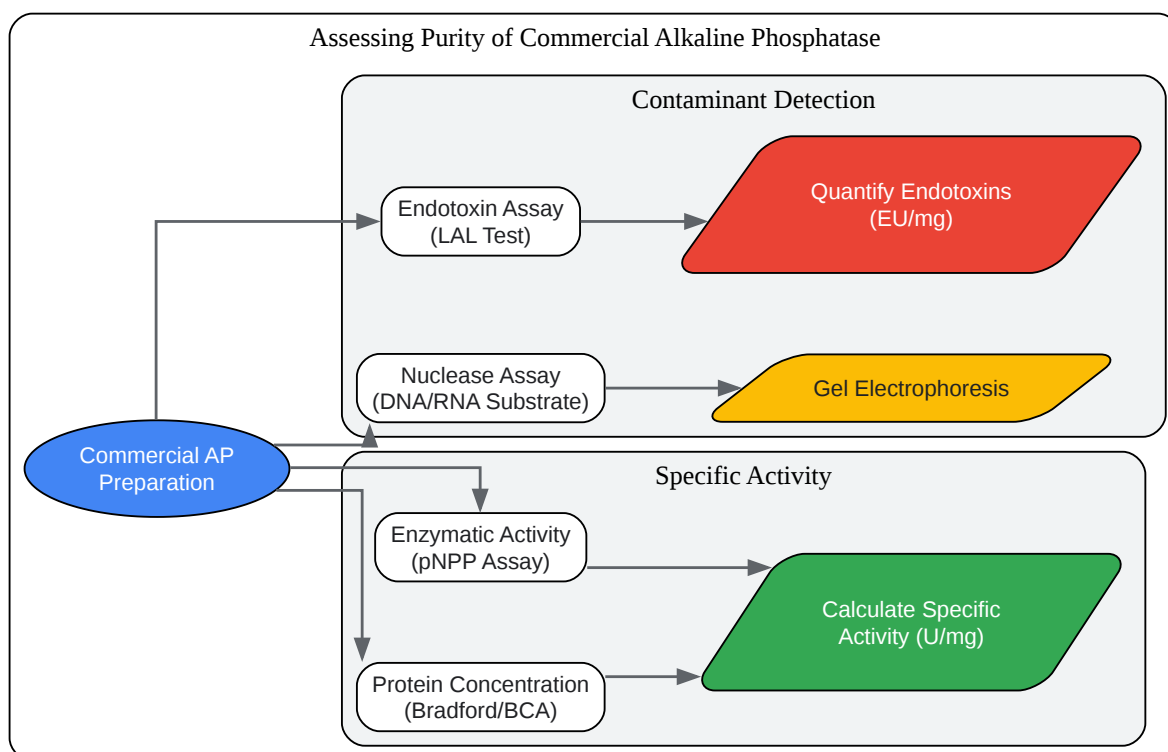 Assessing Purity of Commercial Alkaline Phosphatase
Contaminant Detection
Endotoxin Assay
(LAL Test)
Quantify Endotoxins
(EU/mg)
Nuclease Assay
(DNA/RNA Substrate)
Gel Electrophoresis
Commercial AP
Preparation
Specific Activity
Enzymatic Activity
(pNPP Assay)
Calculate Specific
Activity (U/mg)
Protein Concentration
(Bradford/BCA)